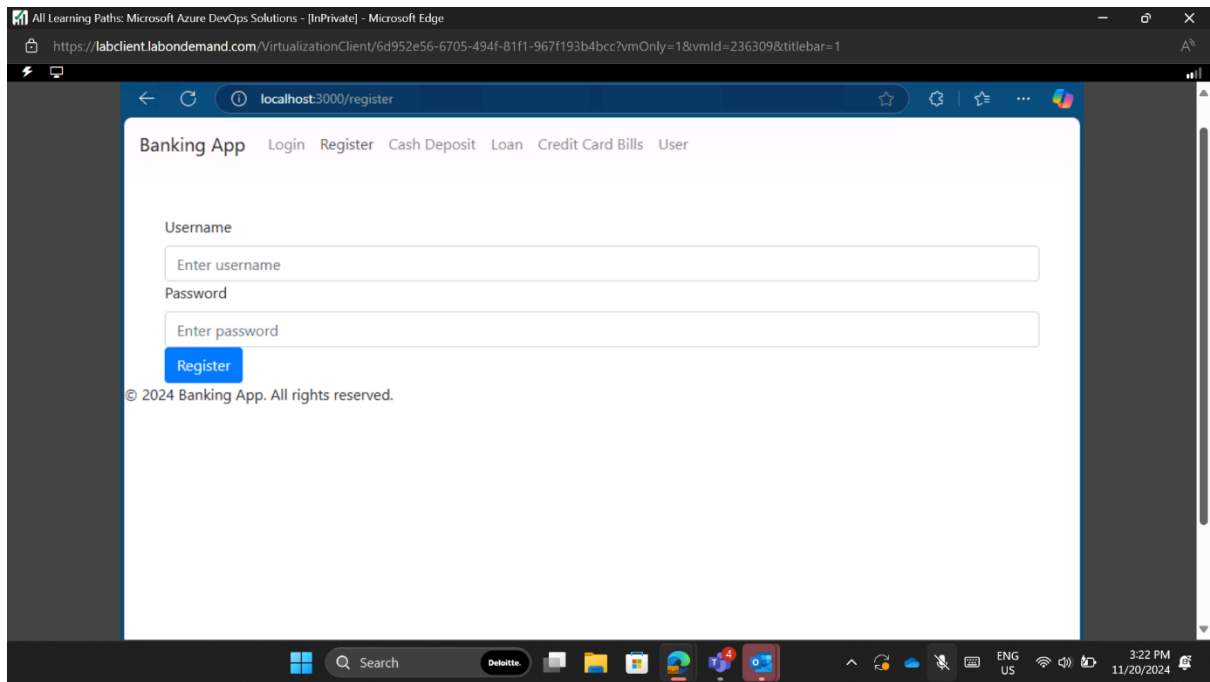 All Learning Paths: Microsoft Azure DevOps Solutions - [InPrivate] - Microsoft Edge
https://labclient.labondemand.com/VirtualizationClient/6d952e56-6705-494f-81f1-967f193b4bcc?vmOnly=1&vmId=236309&titlebar=1
localhost:3000/register
Banking App Login Register Cash Deposit Loan Credit Card Bills User
Username
Enter username
Password
Enter password
Register
© 2024 Banking App. All rights reserved.
Search Deloitte. 4 ENG US 3:22 PM 11/20/2024